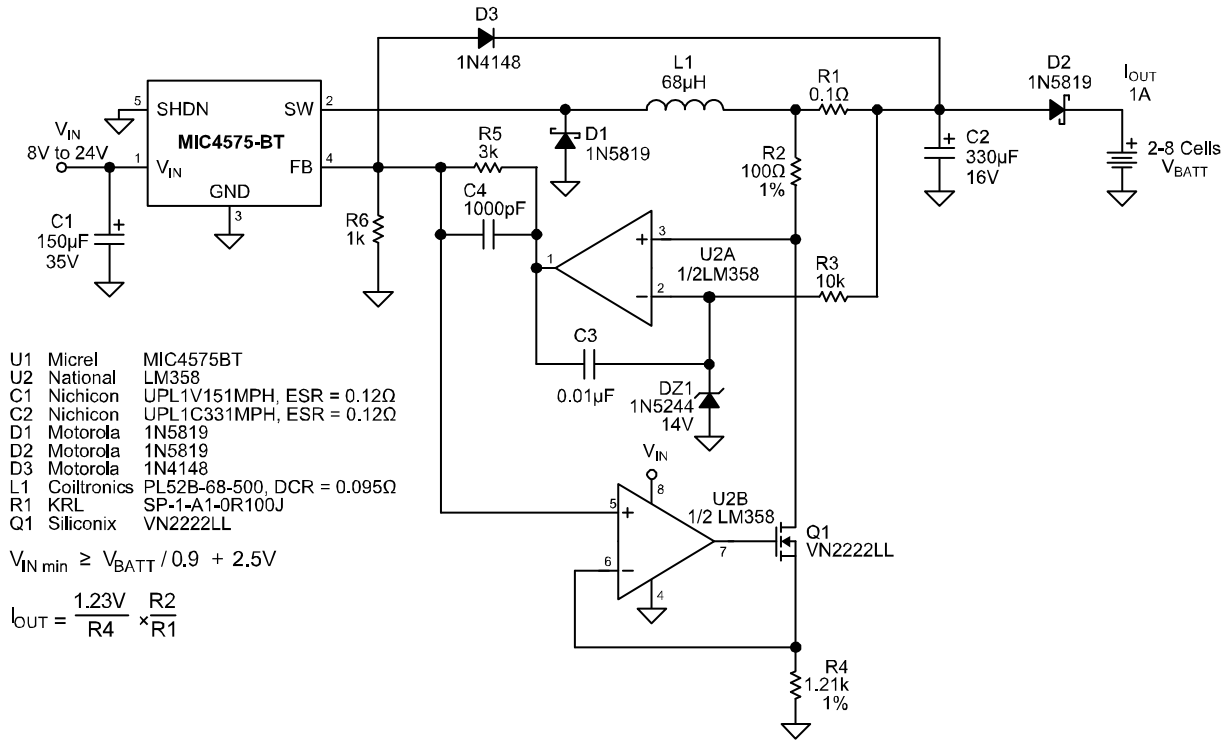 D3
1N4148
L1
68µH
R1
0.1Ω
D2
1N5819
IOUT
1A
5
SHDN
SW
2
MIC4575-BT
VIN
8V to 24V
1
VIN
FB
4
GND
3
R5
3k
D1
1N5819
R2
100Ω
1%
C2
330µF
16V
2-8 Cells
VBATT
C4
1000pF
C1
150µF
35V
R6
1k
3
1
U2A
1/2LM358
2
R3
10k
C3
0.01µF
DZ1
1N5244
14V
U1 Micrel MIC4575BT
U2 National LM358
C1 Nichicon UPL1V151MPH, ESR = 0.12Ω
C2 Nichicon UPL1C331MPH, ESR = 0.12Ω
D1 Motorola 1N5819
D2 Motorola 1N5819
D3 Motorola 1N4148
L1 Coiltronics PL52B-68-500, DCR = 0.095Ω
R1 KRL SP-1-A1-0R100J
Q1 Siliconix VN2222LL
VIN min ≥ VBATT / 0.9 + 2.5V
IOUT = 1.23V/R4 × R2/R1
VIN
8
5
U2B
1/2 LM358
7
6
4
Q1
VN2222LL
R4
1.21k
1%